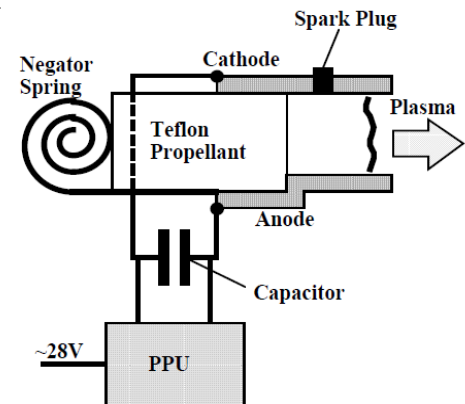 Spark Plug
Cathode
Negator
Spring
Plasma
Teflon
Propellant
Anode
Capacitor
~28V
PPU